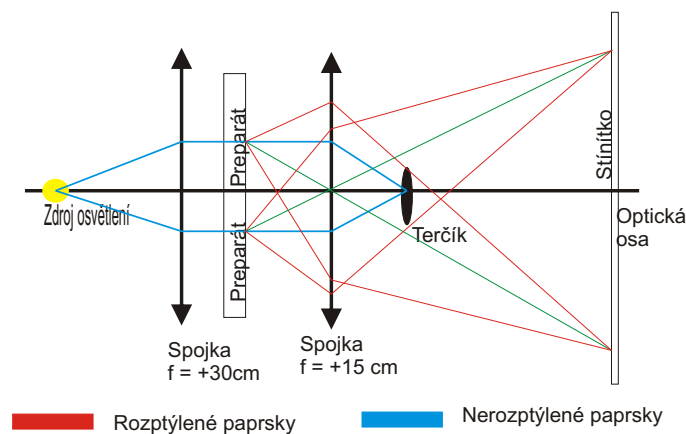 Zdroj osvětlení
Preparát
Preparát
Spojka
f = +30cm
Spojka
f = +15 cm
Terčík
Stínítko
Optická
osa
Rozptýlené paprsky
Nerozptýlené paprsky